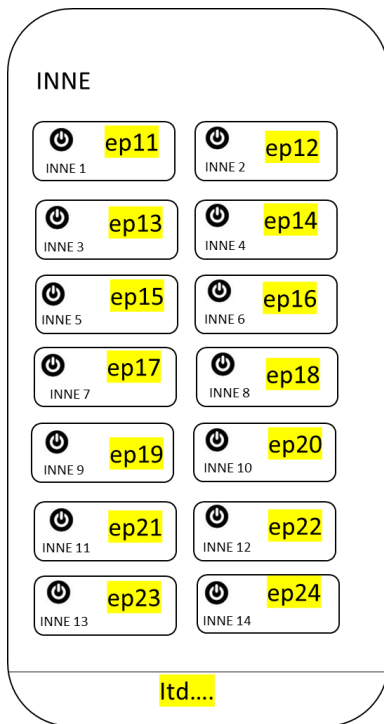 INNE
ep11
INNE 1
ep12
INNE 2
ep13
INNE 3
ep14
INNE 4
ep15
INNE 5
ep16
INNE 6
ep17
INNE 7
ep18
INNE 8
ep19
INNE 9
ep20
INNE 10
ep21
INNE 11
ep22
INNE 12
ep23
INNE 13
ep24
INNE 14
Itd....